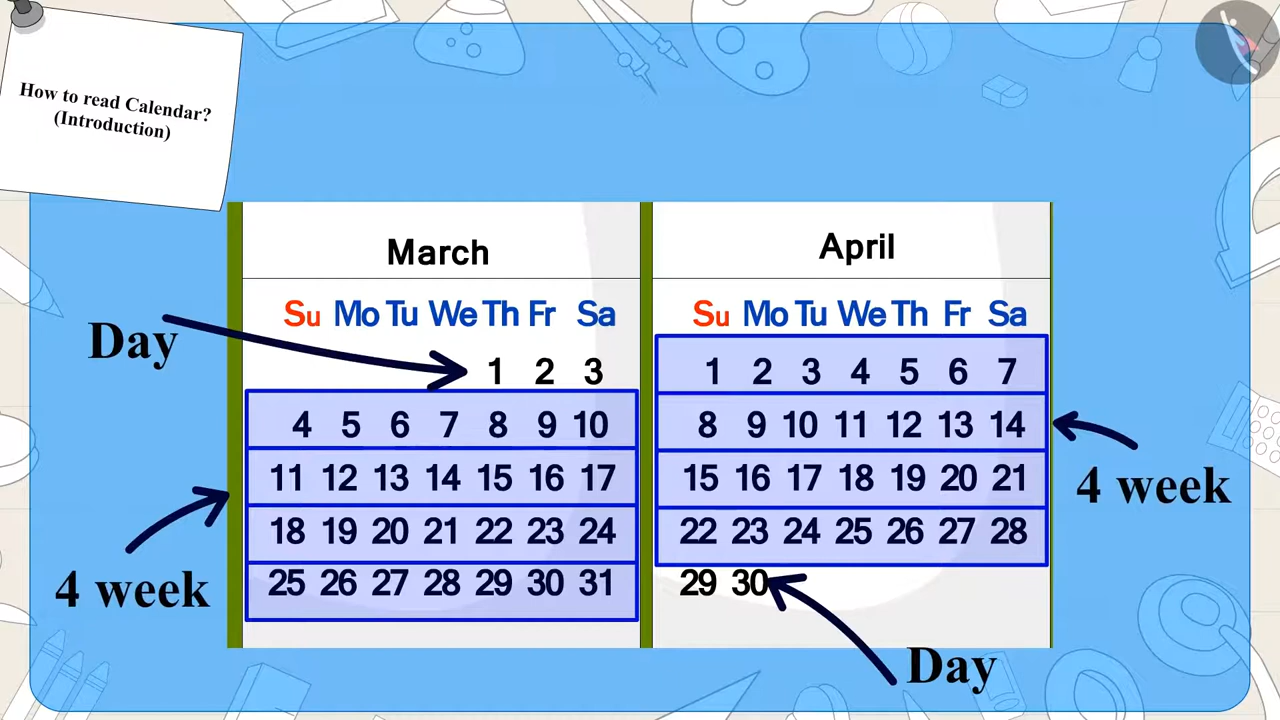 How to read Calendar?
(Introduction)
March
Su Mo Tu We Th Fr Sa
1 2 3
4 5 6 7 8 9 10
11 12 13 14 15 16 17
18 19 20 21 22 23 24
25 26 27 28 29 30 31
April
Su Mo Tu We Th Fr Sa
1 2 3 4 5 6 7
8 9 10 11 12 13 14
15 16 17 18 19 20 21
22 23 24 25 26 27 28
29 30
Day
4 week
4 week
Day